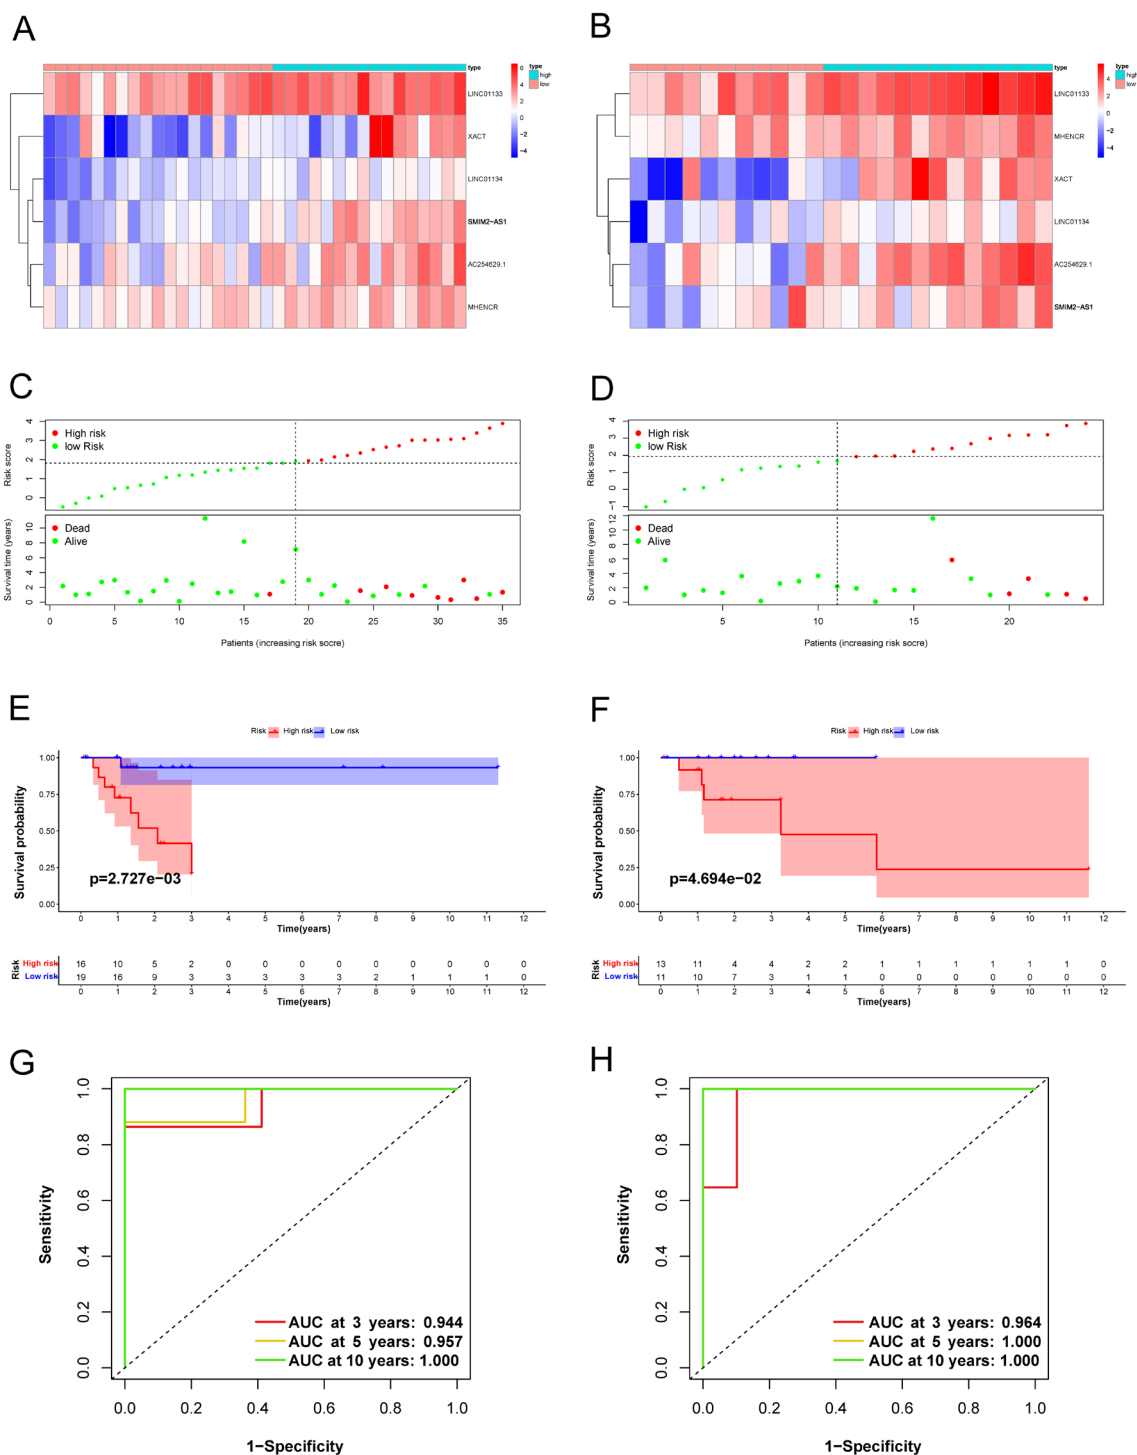 A
B
type
high
low
6
4
2
0
−2
−4
LINC01133
XACT
LINC01134
SMIM2−AS1
AC254629.1
MHENCR
type
high
low
4
2
0
−2
−4
LINC01133
MHENCR
XACT
LINC01134
AC254629.1
SMIM2−AS1
C
D
Risk score
4
3
2
1
0
High risk
low Risk
Survival time (years)
10
8
6
4
2
0
Dead
Alive
0 5 10 15 20 25 30 35
Patients (increasing risk socre)
Risk score
4
3
2
1
0
−1
High risk
low Risk
Survival time (years)
12
10
8
6
4
2
0
Dead
Alive
5 10 15 20
Patients (increasing risk socre)
E
F
Risk High risk Low risk
Survival probability
1.00
0.75
0.50
0.25
0.00
p=2.727e−03
0 1 2 3 4 5 6 7 8 9 10 11 12
Time(years)
Risk
High risk 16 10 5 2 0 0 0 0 0 0 0 0 0
Low risk 19 16 9 3 3 3 3 3 2 1 1 1 0
0 1 2 3 4 5 6 7 8 9 10 11 12
Time(years)
Risk High risk Low risk
Survival probability
1.00
0.75
0.50
0.25
0.00
p=4.694e−02
0 1 2 3 4 5 6 7 8 9 10 11 12
Time(years)
Risk
High risk 13 11 4 4 2 2 1 1 1 1 1 1 0
Low risk 11 10 7 3 1 1 0 0 0 0 0 0 0
0 1 2 3 4 5 6 7 8 9 10 11 12
Time(years)
G
H
Sensitivity
1.0
0.8
0.6
0.4
0.2
0.0
AUC at 3 years: 0.944
AUC at 5 years: 0.957
AUC at 10 years: 1.000
0.0 0.2 0.4 0.6 0.8 1.0
1−Specificity
Sensitivity
1.0
0.8
0.6
0.4
0.2
0.0
AUC at 3 years: 0.964
AUC at 5 years: 1.000
AUC at 10 years: 1.000
0.0 0.2 0.4 0.6 0.8 1.0
1−Specificity